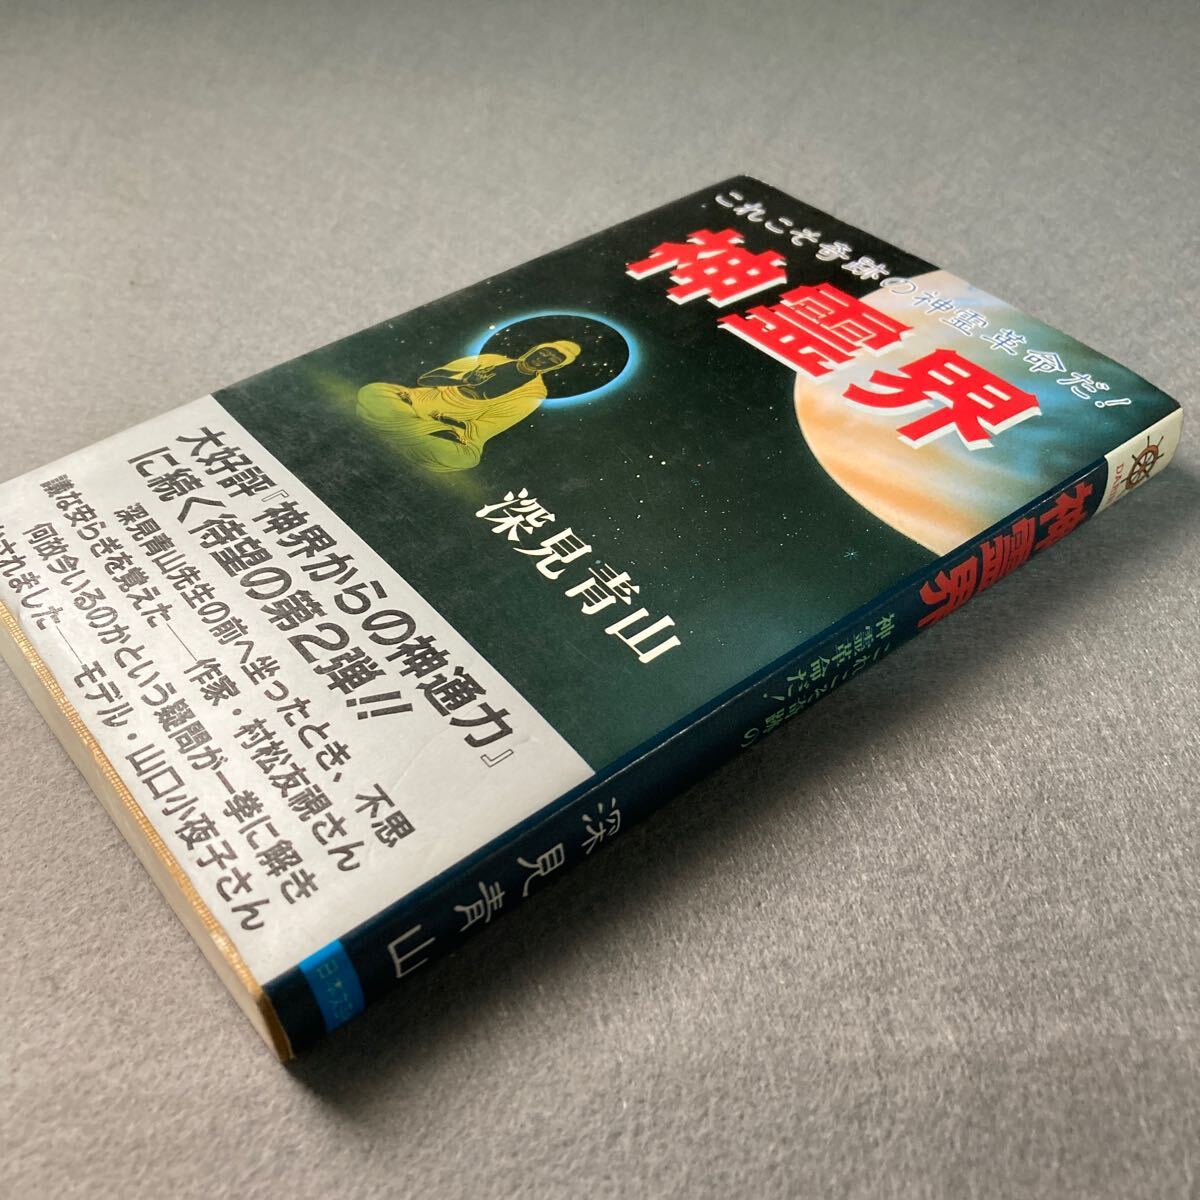 これこそ奇跡の神霊革命だ!
神霊界
深見青山
大好評『神界からの神通力』
に続く待望の第2弾!!
深見青山先生の前へ坐ったとき、不思
議な安らぎを覚えた――作家・村松友視さん
何故今いるのかという疑問が一挙に解き
されました――モデル・山口小夜子さん
神霊界
これこそ奇跡の
神霊革命だ!
深見青山